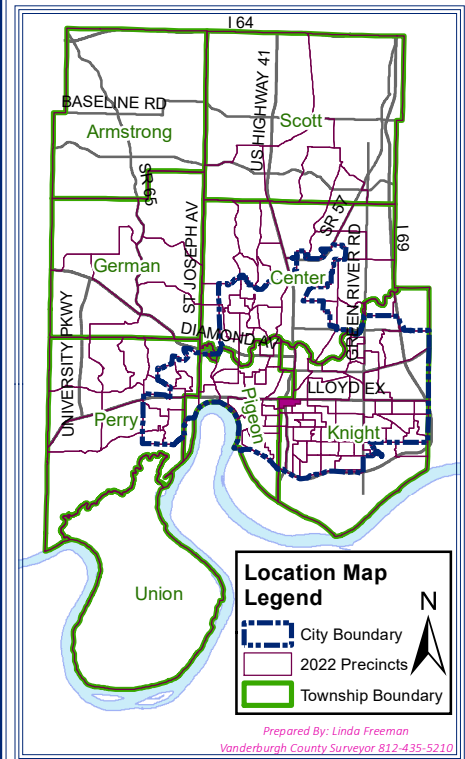 I 64
US HIGHWAY 41
BASELINE RD
Scott
Armstrong
SR 65
SR 57
ST JOSEPH AV
GREEN RIVER RD
I 69
German
Center
UNIVERSITY PKWY
DIAMOND AV
LLOYD EX
Perry
Pigeon
Knight
Union
Location Map
Legend
N
City Boundary
2022 Precincts
Township Boundary
Prepared By: Linda Freeman
Vanderburgh County Surveyor 812-435-5210